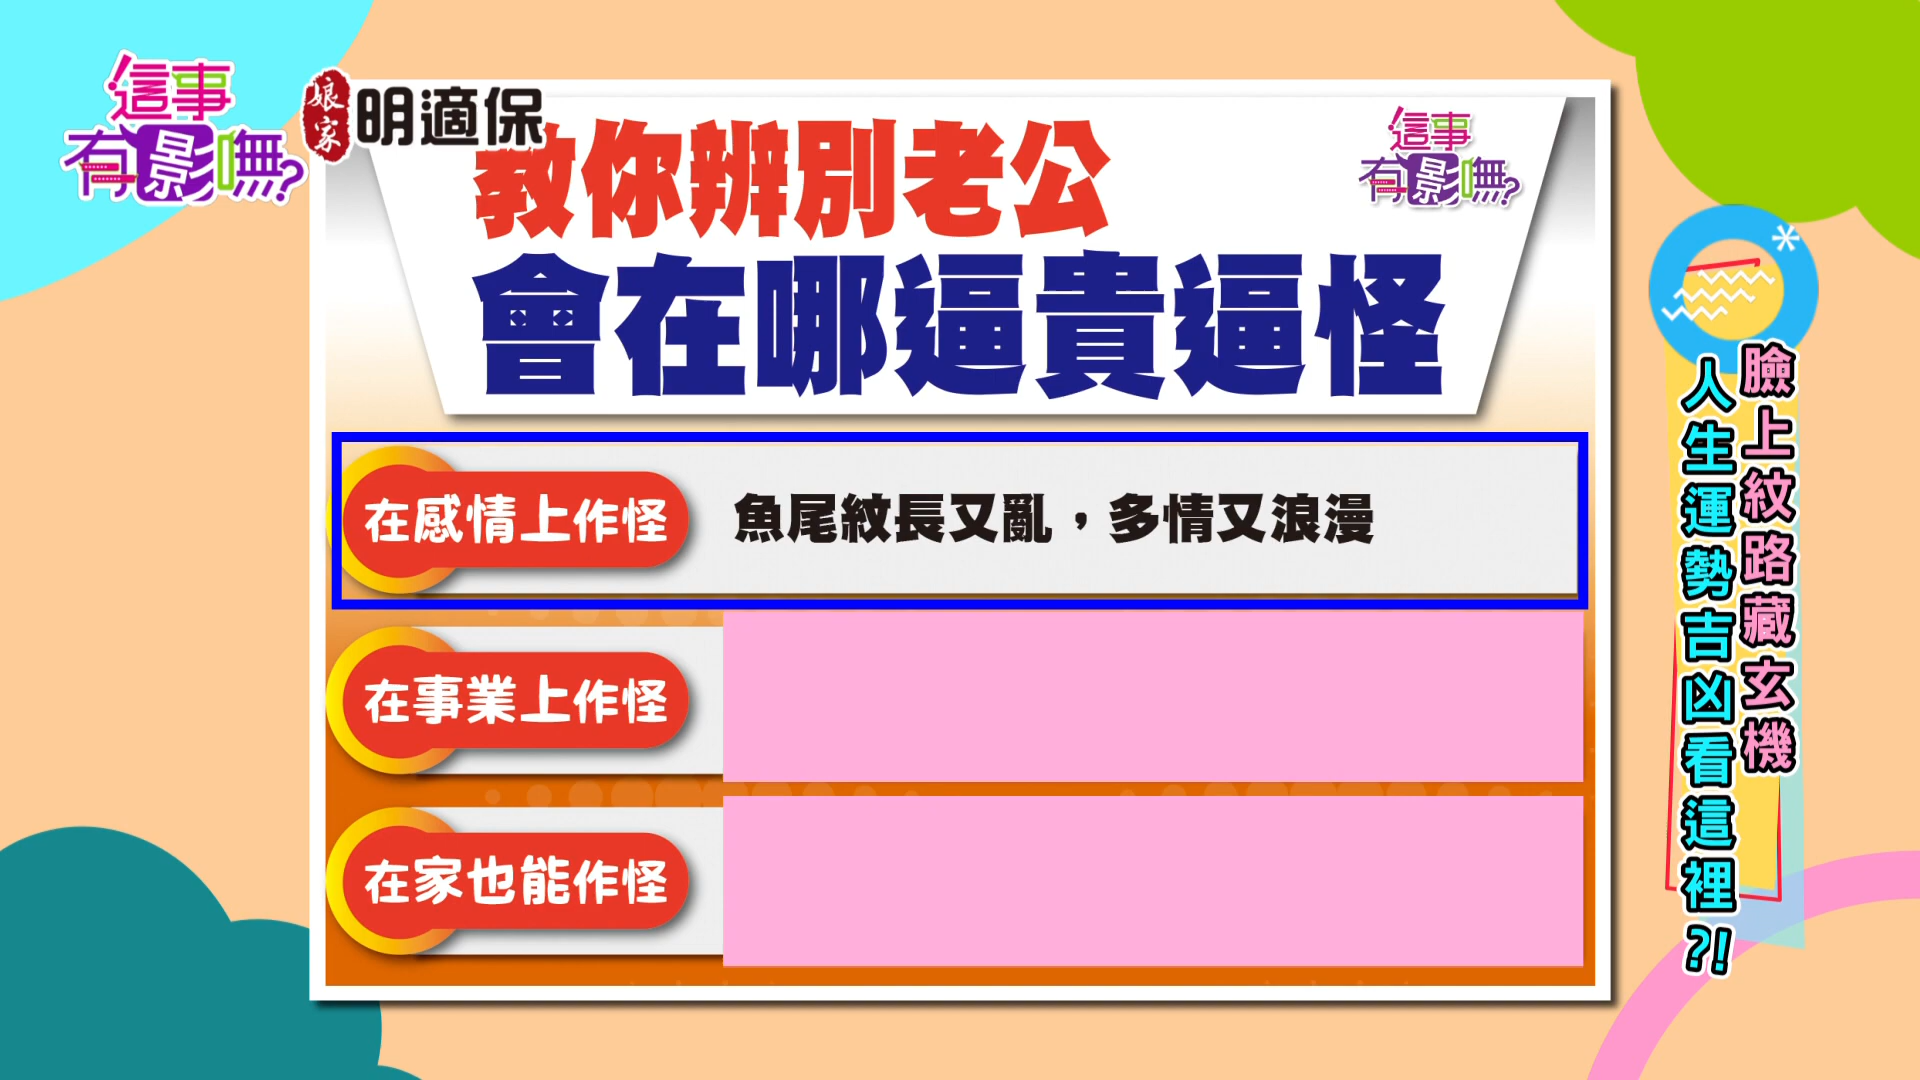 這事
有影嘸?
娘家
明適保
教你辨別老公
會在哪逼貴逼怪
這事
有影嘸?
在感情上作怪
魚尾紋長又亂，多情又浪漫
在事業上作怪
在家也能作怪
臉上紋路藏玄機
人生運勢吉凶看這裡?!